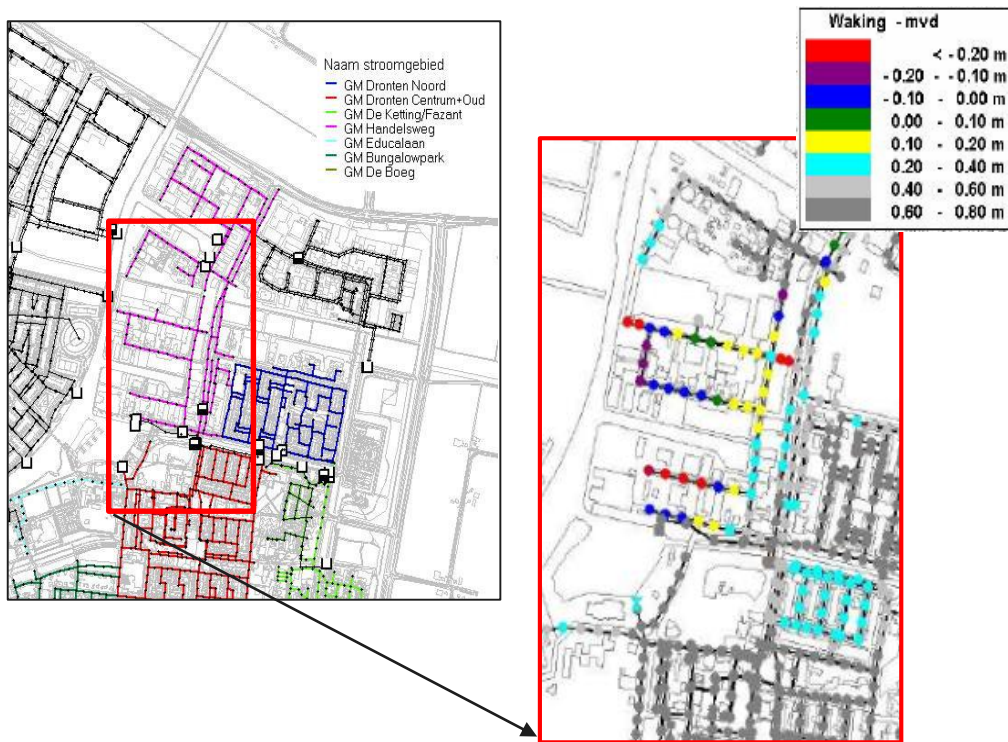 Naam stroomgebied
GM Dronten Noord
GM Dronten Centrum+Oud
GM De Ketting/Fazant
GM Handelsweg
GM Educalaan
GM Bungalowpark
GM De Boeg
Waking - mvd
< - 0.20 m
- 0.20 - - 0.10 m
- 0.10 - 0.00 m
0.00 - 0.10 m
0.10 - 0.20 m
0.20 - 0.40 m
0.40 - 0.60 m
0.60 - 0.80 m